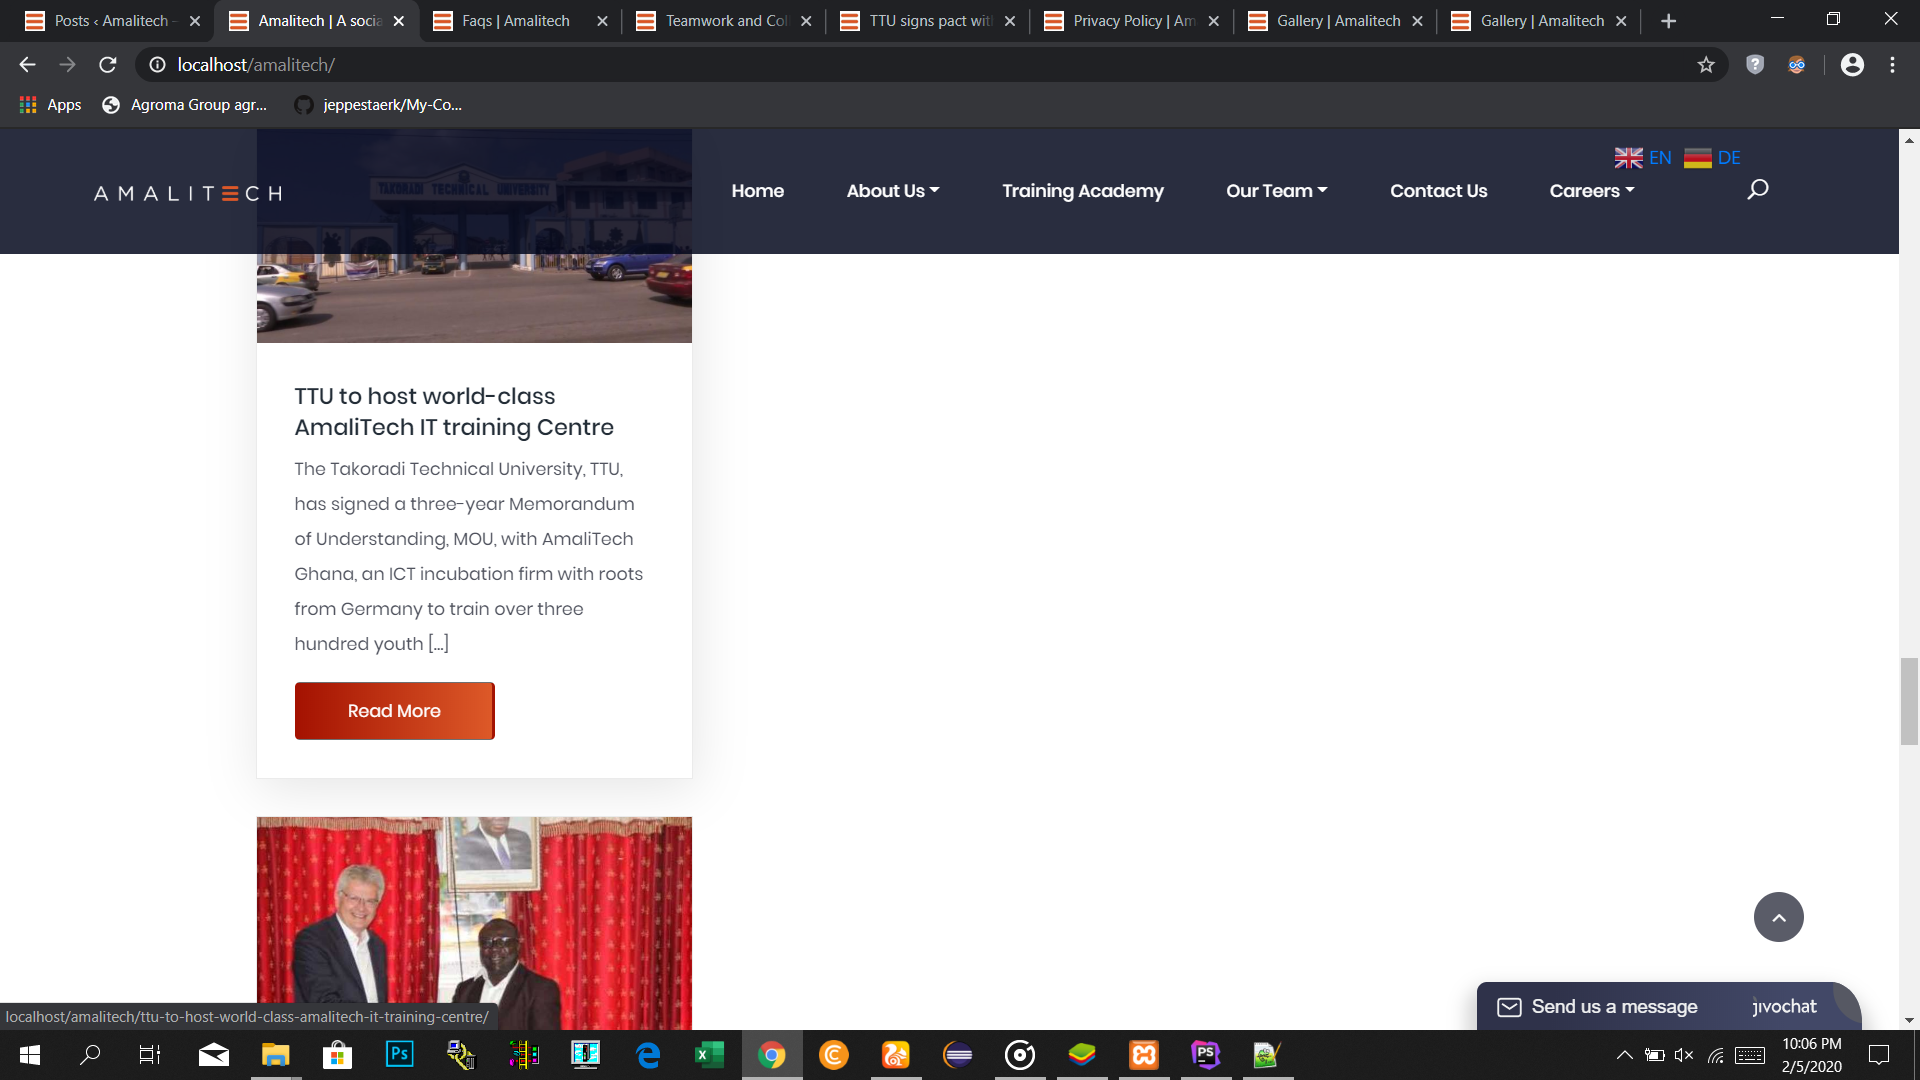 Posts ‹ Amalitech -
Amalitech | A socia
Faqs | Amalitech
Teamwork and Coll
TTU signs pact wit
Privacy Policy | Am
Gallery | Amalitech
Gallery | Amalitech
localhost/amalitech/
Apps
Agroma Group agr...
jeppestaerk/My-Co...
EN
DE
AMALITECH
Home
About Us
Training Academy
Our Team
Contact Us
Careers
TAKORADI TECHNICAL UNIVERSITY
TTU to host world-class
AmaliTech IT training Centre
The Takoradi Technical University, TTU,
has signed a three-year Memorandum
of Understanding, MOU, with AmaliTech
Ghana, an ICT incubation firm with roots
from Germany to train over three
hundred youth [...]
Read More
Send us a message
jivochat
localhost/amalitech/ttu-to-host-world-class-amalitech-it-training-centre/
Ps
PS
10:06 PM
2/5/2020